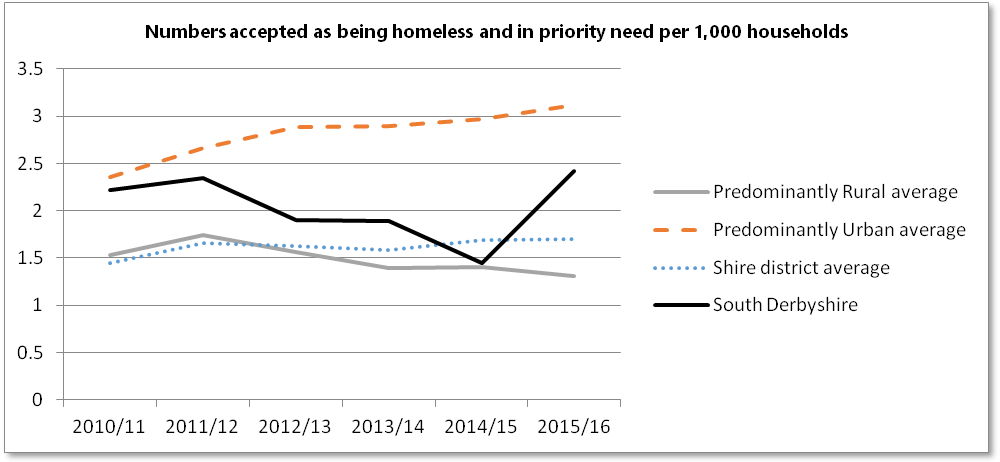 Numbers accepted as being homeless and in priority need per 1,000 households
3.5
3
2.5
2
1.5
1
0.5
0
2010/11 2011/12 2012/13 2013/14 2014/15 2015/16
Predominantly Rural average
Predominantly Urban average
Shire district average
South Derbyshire